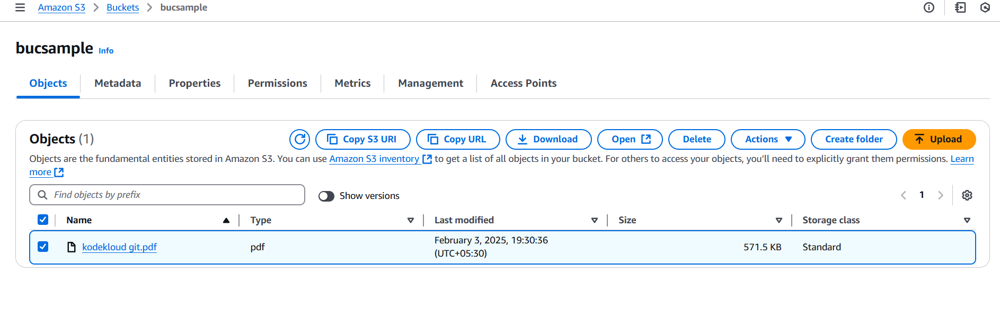 Amazon S3 > Buckets > bucsample
bucsample Info
Objects Metadata Properties Permissions Metrics Management Access Points
Objects (1) Copy S3 URI Copy URL Download Open Delete Actions Create folder Upload
Objects are the fundamental entities stored in Amazon S3. You can use Amazon S3 inventory to get a list of all objects in your bucket. For others to access your objects, you’ll need to explicitly grant them permissions. Learn
more
Find objects by prefix Show versions 1
Name Type Last modified Size Storage class
kodekloud git.pdf pdf February 3, 2025, 19:30:36 571.5 KB Standard
(UTC+05:30)